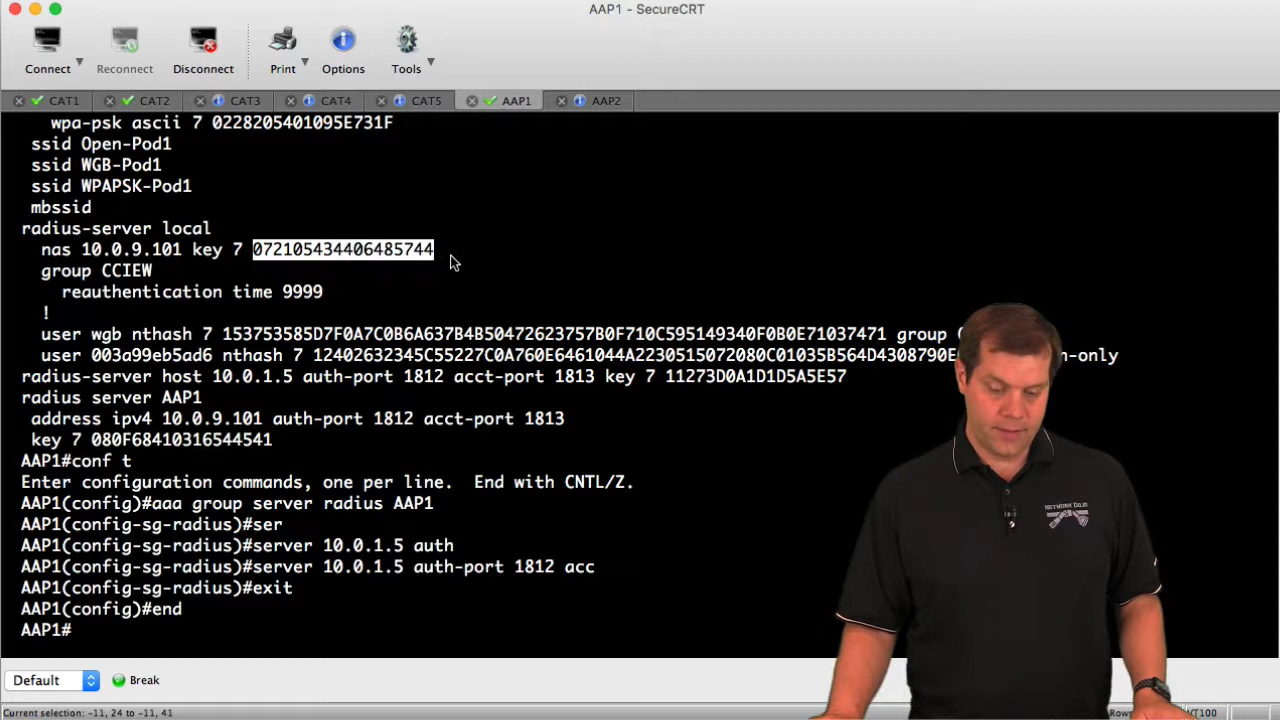 AAP1 - SecureCRT
Connect Reconnect Disconnect Print Options Tools
CAT1 CAT2 CAT3 CAT4 CAT5 AAP1 AAP2
wpa-psk ascii 7 0228205401095E731F
ssid Open-Pod1
ssid WGB-Pod1
ssid WPAPSK-Pod1
mbssid
radius-server local
nas 10.0.9.101 key 7 072105434406485744
group CCIEW
reauthentication time 9999
!
user wgb nthash 7 153753585D7F0A7C0B6A637B4B50472623757B0F710C595149340F0B0E71037471 group
user 003a99eb5ad6 nthash 7 12402632345C55227C0A760E6461044A2230515072080C01035B564D4308790E -only
radius-server host 10.0.1.5 auth-port 1812 acct-port 1813 key 7 11273D0A1D1D5A5E57
radius server AAP1
address ipv4 10.0.9.101 auth-port 1812 acct-port 1813
key 7 080F68410316544541
AAP1#conf t
Enter configuration commands, one per line.  End with CNTL/Z.
AAP1(config)#aaa group server radius AAP1
AAP1(config-sg-radius)#ser
AAP1(config-sg-radius)#server 10.0.1.5 auth
AAP1(config-sg-radius)#server 10.0.1.5 auth-port 1812 acc
AAP1(config-sg-radius)#exit
AAP1(config)#end
AAP1#
NETWORK DOJO
Default Break
Current selection: -11, 24 to -11, 41 VT100